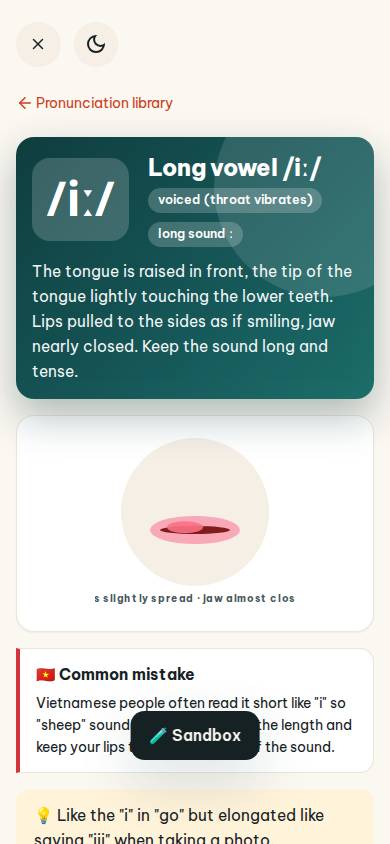 ← Pronunciation library
/iː/
Long vowel /iː/
voiced (throat vibrates)
long sound ː
The tongue is raised in front, the tip of the
tongue lightly touching the lower teeth.
Lips pulled to the sides as if smiling, jaw
nearly closed. Keep the sound long and
tense.
s slightly spread · jaw almost clos
🇻🇳 Common mistake
Vietnamese people often read it short like "i" so
"sheep" sound the length and
keep your lips f the sound.
🧪 Sandbox
💡 Like the "i" in "go" but elongated like
saying "iii" when taking a photo